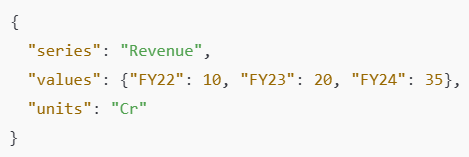 {
  "series": "Revenue",
  "values": {"FY22": 10, "FY23": 20, "FY24": 35},
  "units": "Cr"
}